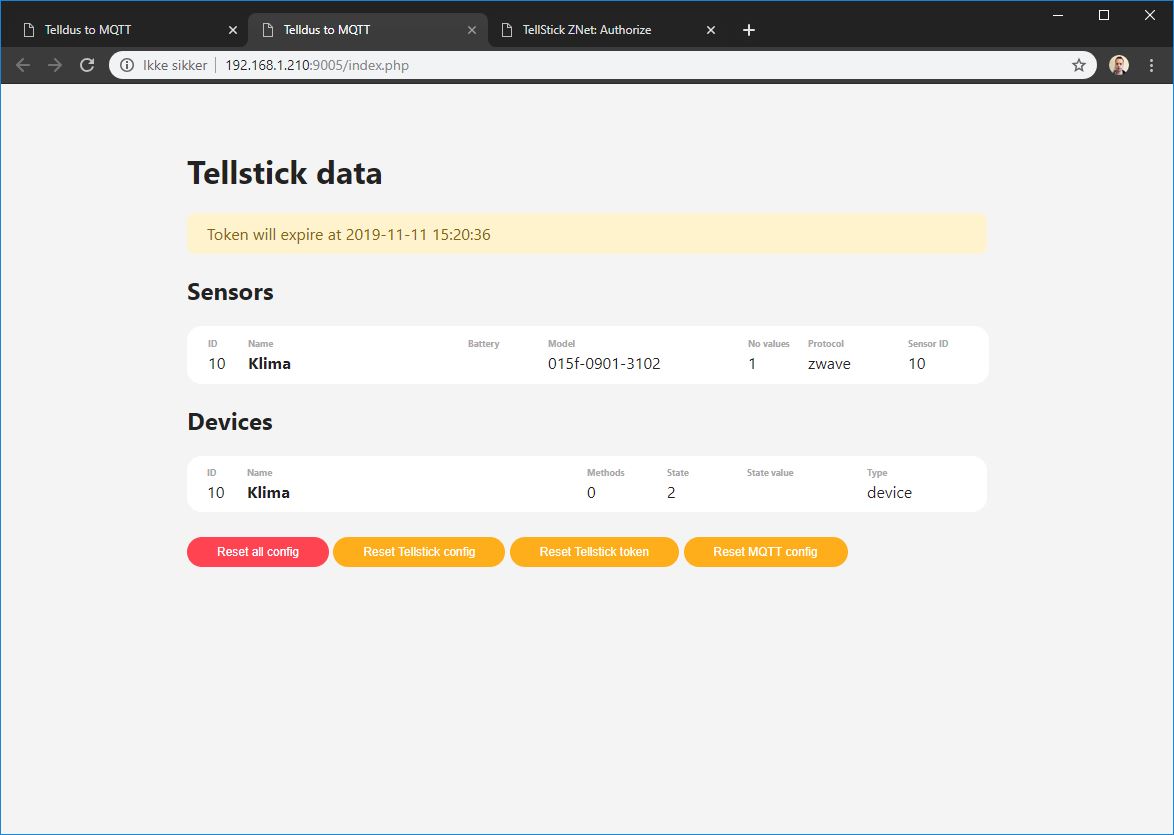 Telldus to MQTT
Telldus to MQTT
TellStick ZNet: Authorize
Ikke sikker 192.168.1.210:9005/index.php
Tellstick data
Token will expire at 2019-11-11 15:20:36
Sensors
ID Name Battery Model No values Protocol Sensor ID
10 Klima 015f-0901-3102 1 zwave 10
Devices
ID Name Methods State State value Type
10 Klima 0 2 device
Reset all config Reset Tellstick config Reset Tellstick token Reset MQTT config